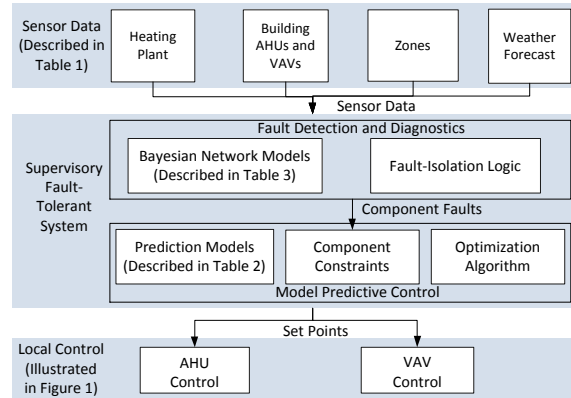 Sensor Data
(Described in
Table 1)
Heating
Plant
Building
AHUs and
VAVs
Zones
Weather
Forecast
Sensor Data
Supervisory
Fault-
Tolerant
System
Fault Detection and Diagnostics
Bayesian Network Models
(Described in Table 3)
Fault-Isolation Logic
Component Faults
Prediction Models
(Described in Table 2)
Component
Constraints
Optimization
Algorithm
Model Predictive Control
Set Points
Local Control
(Illustrated
in Figure 1)
AHU
Control
VAV
Control